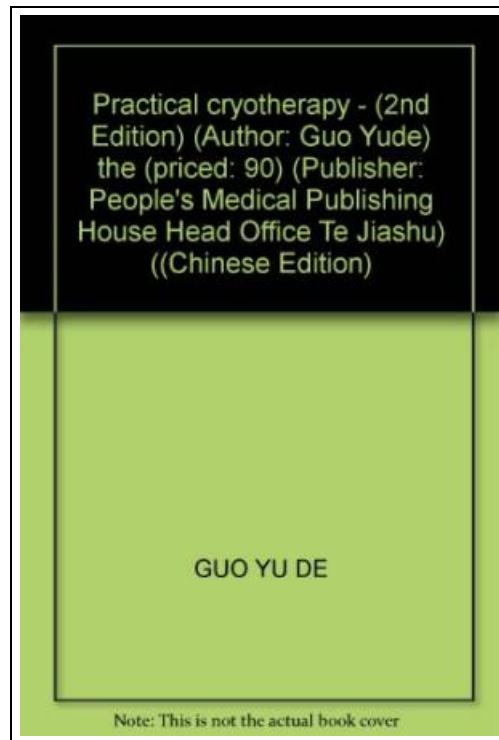 Practical cryotherapy - (2nd
Edition) (Author: Guo Yude)
the (priced: 90) (Publisher:
People's Medical Publishing
House Head Office Te Jiashu)
((Chinese Edition)
GUO YU DE
Note: This is not the actual book cover